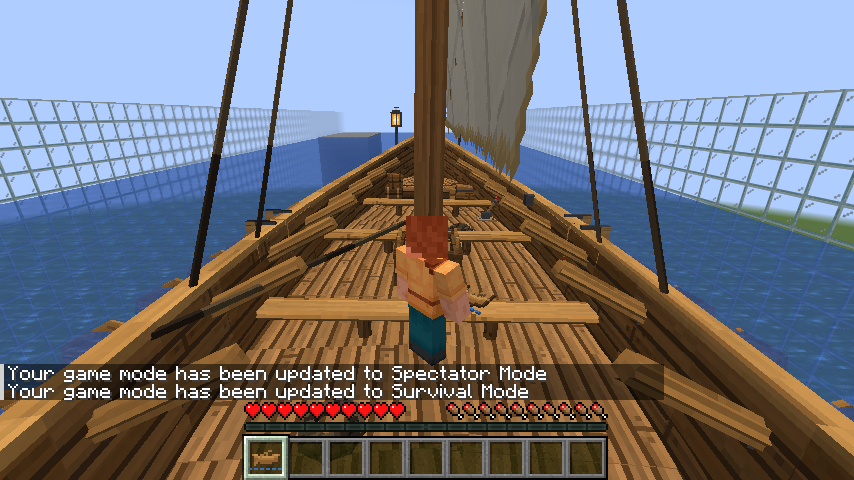 Your game mode has been updated to Spectator Mode
Your game mode has been updated to Survival Mode